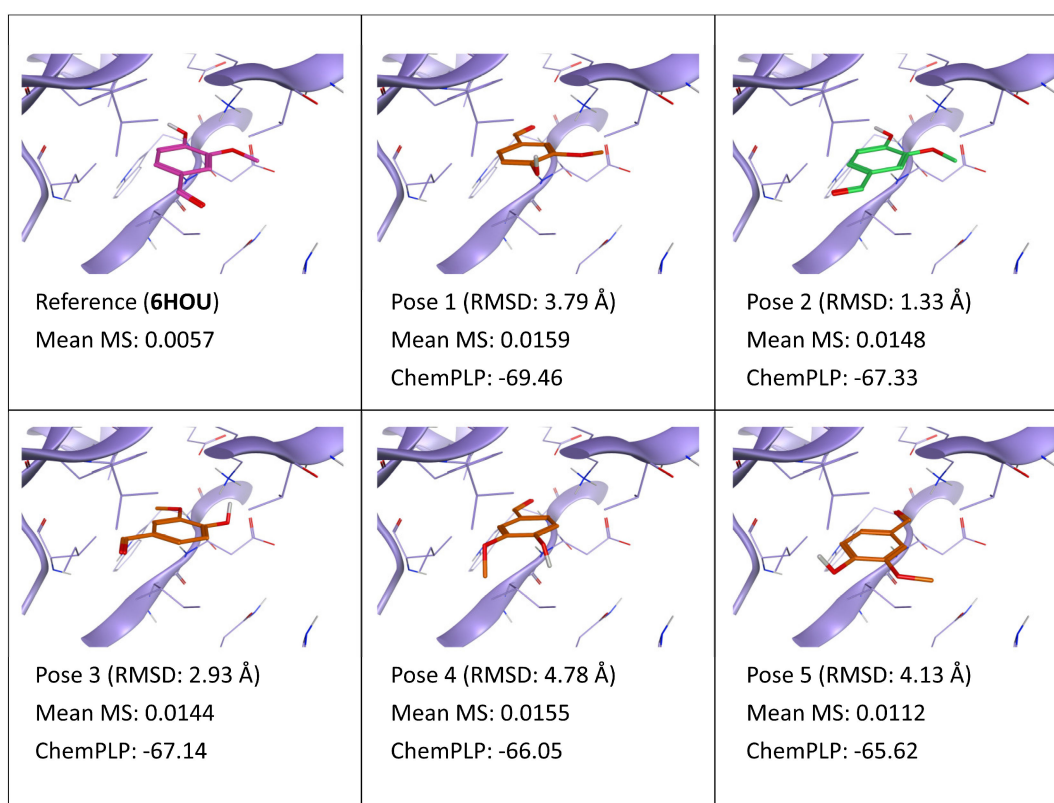 Reference (6HOU)
Mean MS: 0.0057
Pose 1 (RMSD: 3.79 Å)
Mean MS: 0.0159
ChemPLP: -69.46
Pose 2 (RMSD: 1.33 Å)
Mean MS: 0.0148
ChemPLP: -67.33
Pose 3 (RMSD: 2.93 Å)
Mean MS: 0.0144
ChemPLP: -67.14
Pose 4 (RMSD: 4.78 Å)
Mean MS: 0.0155
ChemPLP: -66.05
Pose 5 (RMSD: 4.13 Å)
Mean MS: 0.0112
ChemPLP: -65.62